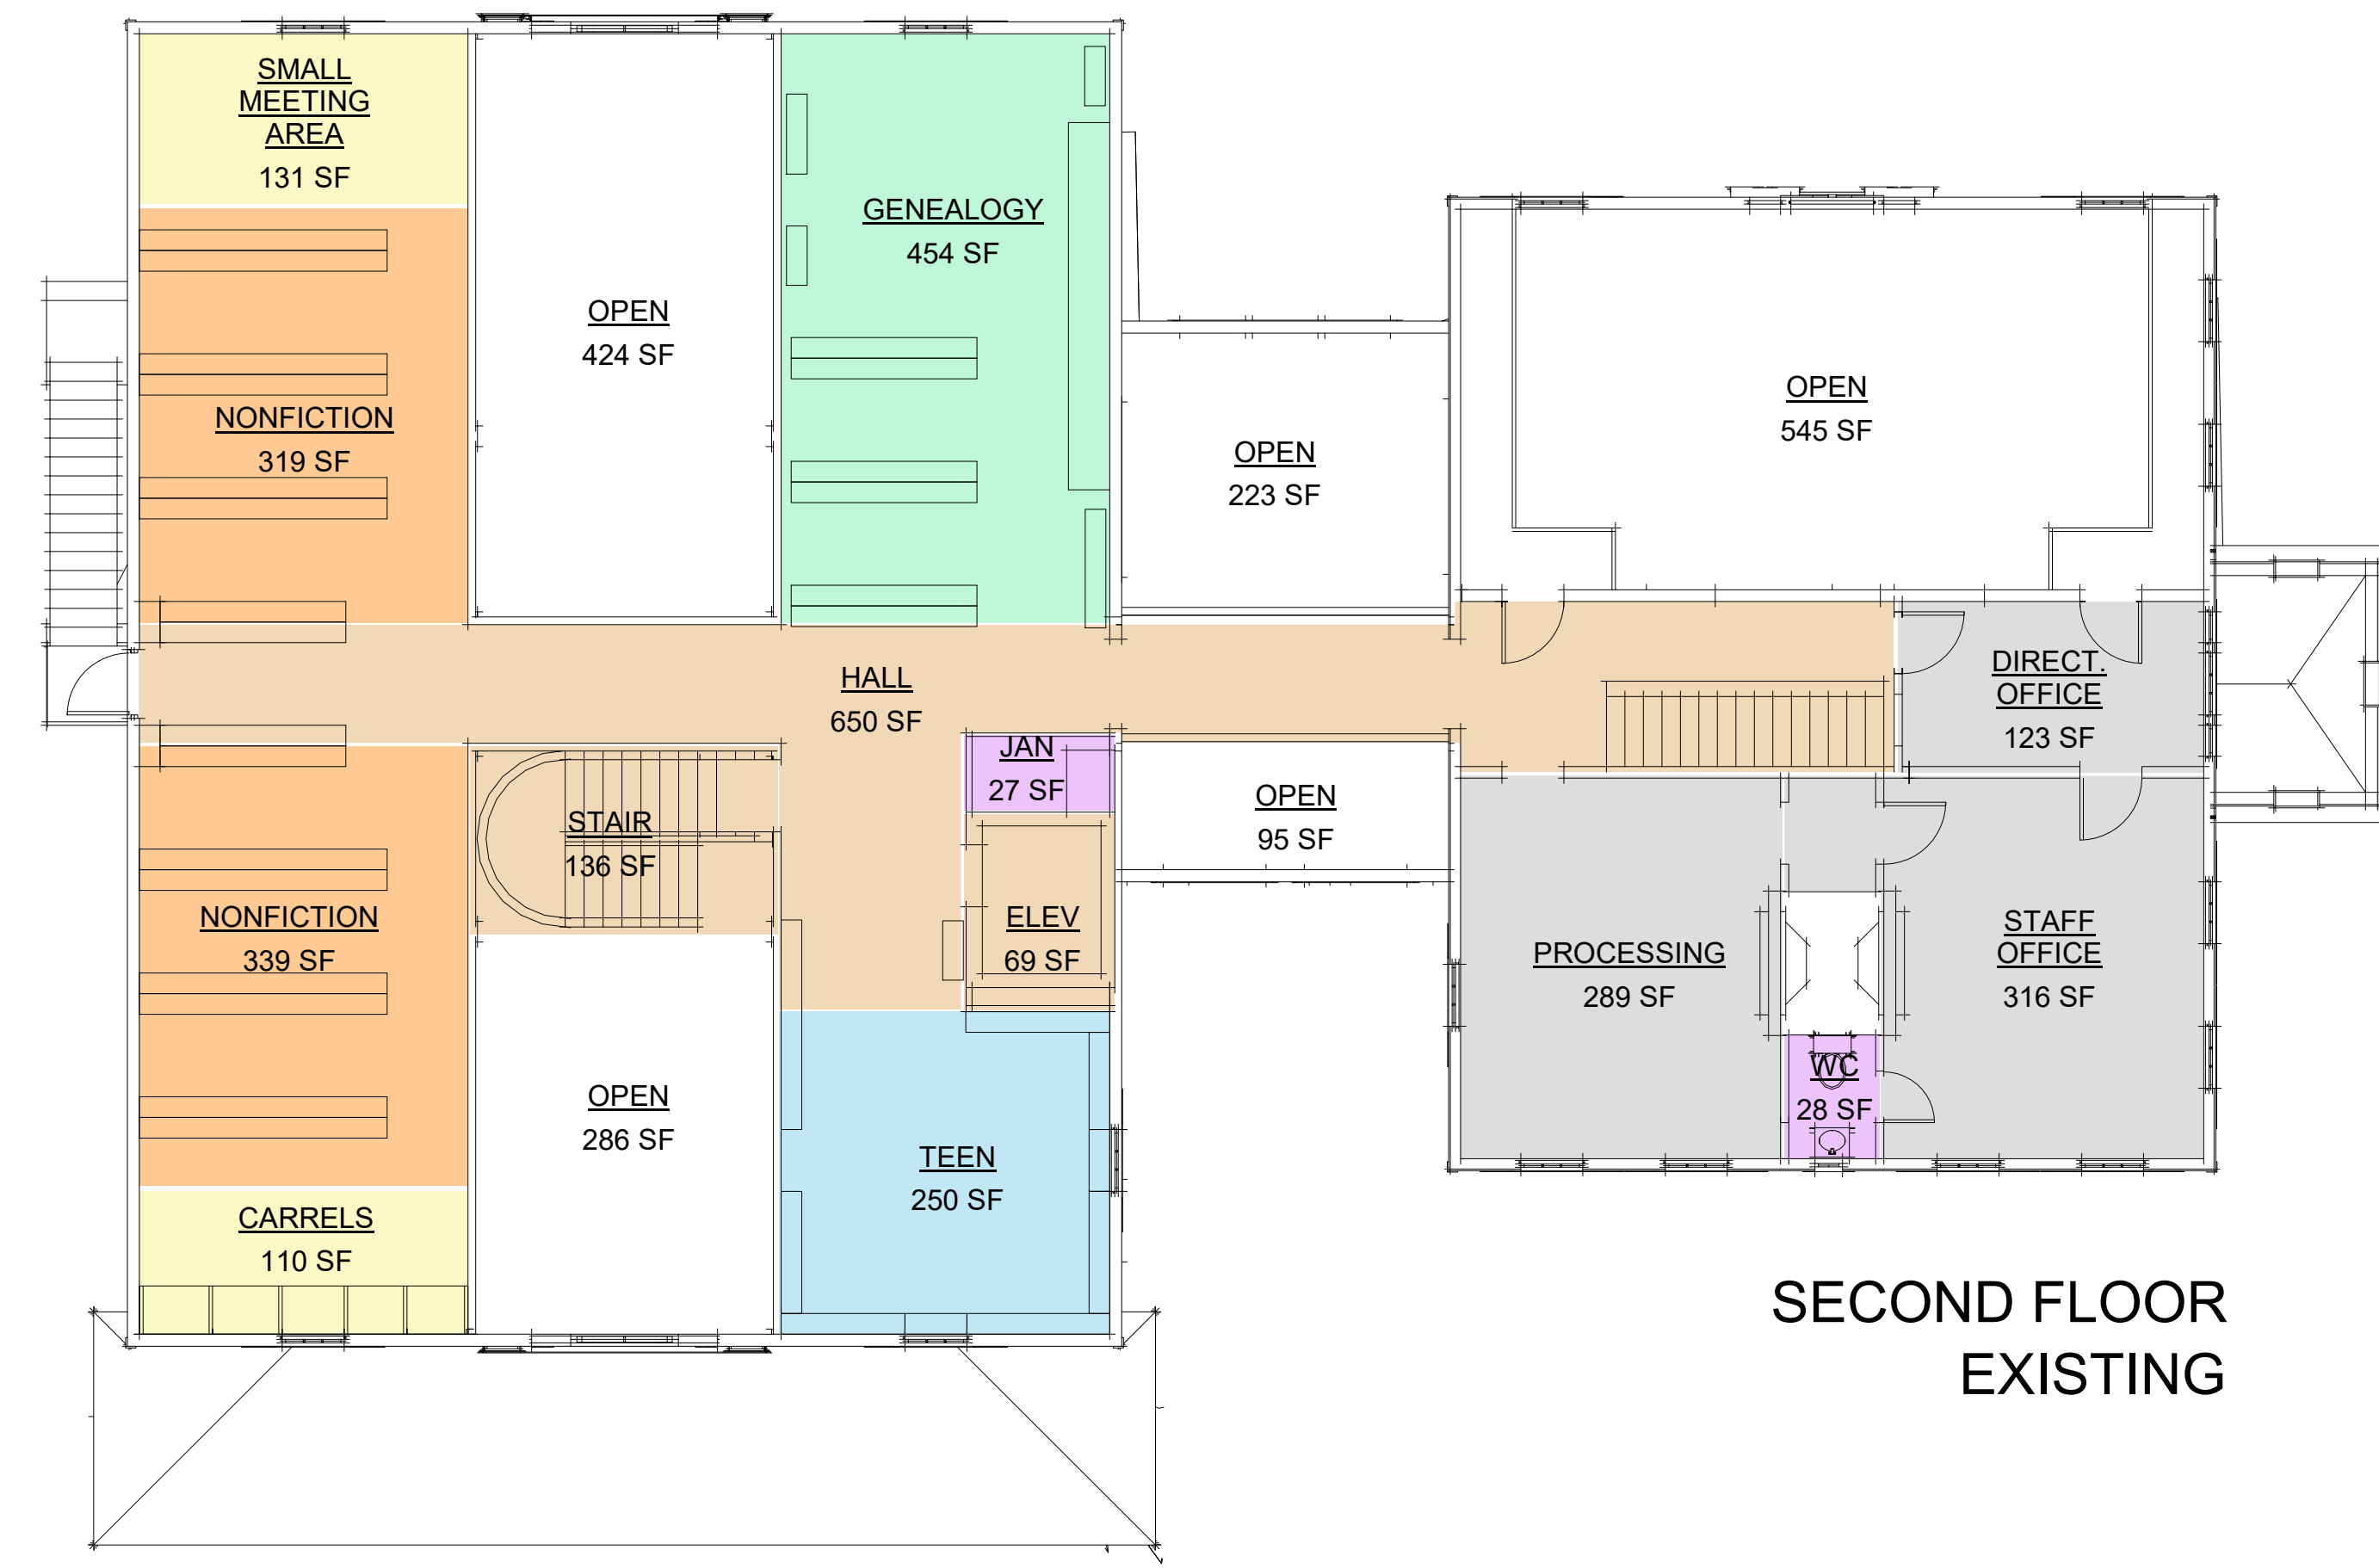 SMALL
MEETING
AREA
131 SF
GENEALOGY
454 SF
OPEN
424 SF
NONFICTION
319 SF
OPEN
223 SF
OPEN
545 SF
HALL
650 SF
DIRECT.
OFFICE
123 SF
JAN
27 SF
OPEN
95 SF
STAIR
136 SF
NONFICTION
339 SF
ELEV
69 SF
PROCESSING
289 SF
STAFF
OFFICE
316 SF
WC
28 SF
OPEN
286 SF
TEEN
250 SF
CARRELS
110 SF
SECOND FLOOR
EXISTING